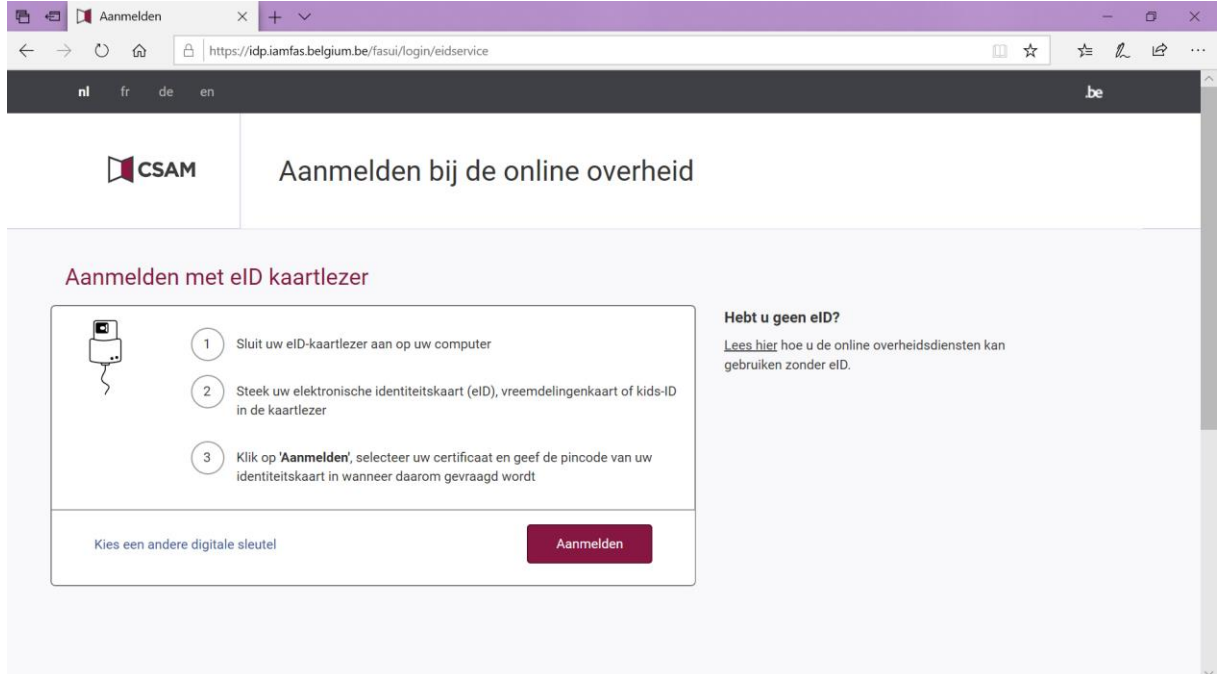 Aanmelden
https://idp.iamfas.belgium.be/fasui/login/eidservice
nl fr de en
.be
CSAM
Aanmelden bij de online overheid
Aanmelden met eID kaartlezer
1 Sluit uw eID-kaartlezer aan op uw computer
2 Steek uw elektronische identiteitskaart (eID), vreemdelingenkaart of kids-ID
in de kaartlezer
3 Klik op 'Aanmelden', selecteer uw certificaat en geef de pincode van uw
identiteitskaart in wanneer daarom gevraagd wordt
Kies een andere digitale sleutel
Aanmelden
Hebt u geen eID?
Lees hier hoe u de online overheidsdiensten kan
gebruiken zonder eID.